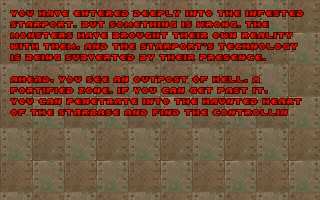 YOU HAVE ENTERED DEEPLY INTO THE INFESTED
STARPORT. BUT SOMETHING IS WRONG. THE
MONSTERS HAVE BROUGHT THEIR OWN REALITY
WITH THEM, AND THE STARPORT'S TECHNOLOGY
IS BEING SUBVERTED BY THEIR PRESENCE.
AHEAD, YOU SEE AN OUTPOST OF HELL, A
FORTIFIED ZONE. IF YOU CAN GET PAST IT,
YOU CAN PENETRATE INTO THE HAUNTED HEART
OF THE STARBASE AND FIND THE CONTROLLIN